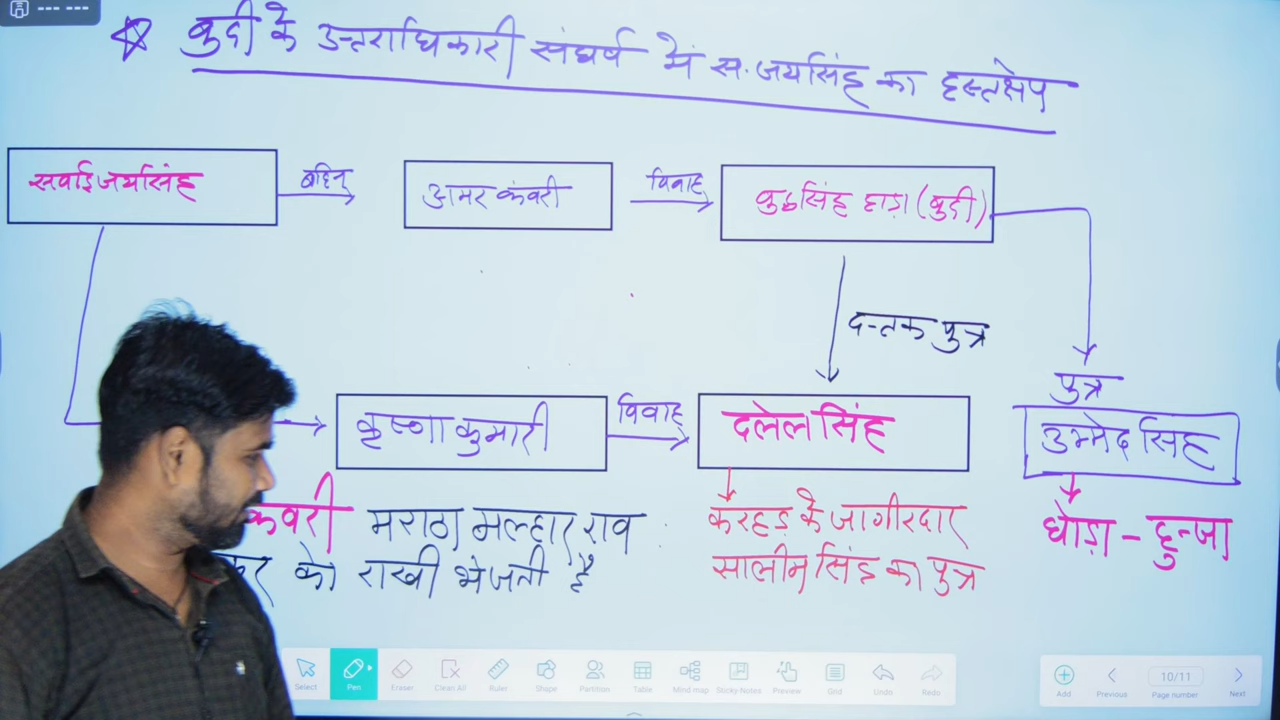 बुदी के उत्तराधिकारी संघर्ष में स. जयसिंह का हस्तक्षेप
सवाई जयसिंह
बहिन
अमर कंवरी
विवाह
बुद्धसिंह हाड़ा (बुदी)
दत्तक पुत्र
पुत्र
कृष्णा कुमारी
विवाह
दलेल सिंह
उम्मेद सिंह
कंवरी मराठा मल्हार राव
कर को राखी भेजती है
करहड़ के जागीरदार
सालीम सिंह का पुत्र
घोड़ा - हुन्जा
Select
Pen
Eraser
Clean All
Ruler
Shape
Partition
Table
Mind map
Sticky-Notes
Preview
Grid
Undo
Redo
Add
Previous
10/11
Page number
Next